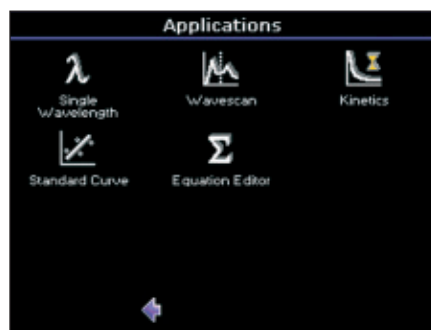 Applications
λ
Single
Wavelength
Wavescan
Kinetics
Standard Curve
Σ
Equation Editor